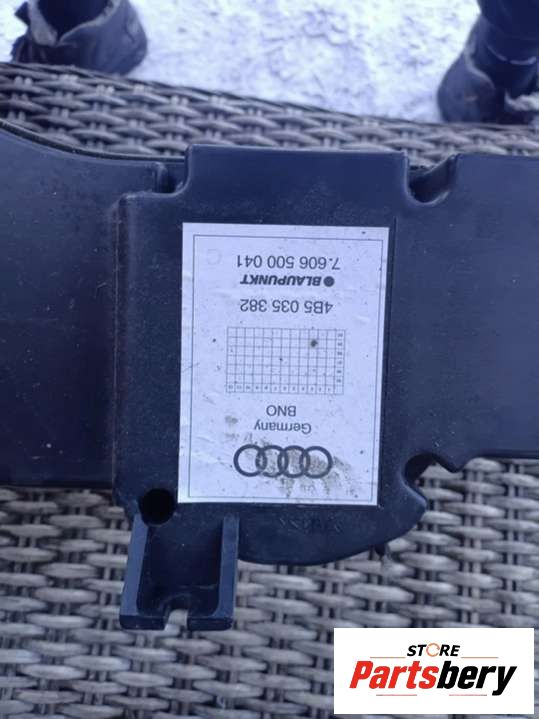 Germany
BNO
4B5 035 382
BLAUPUNKT
7.606 500 041
STORE
Partsbery